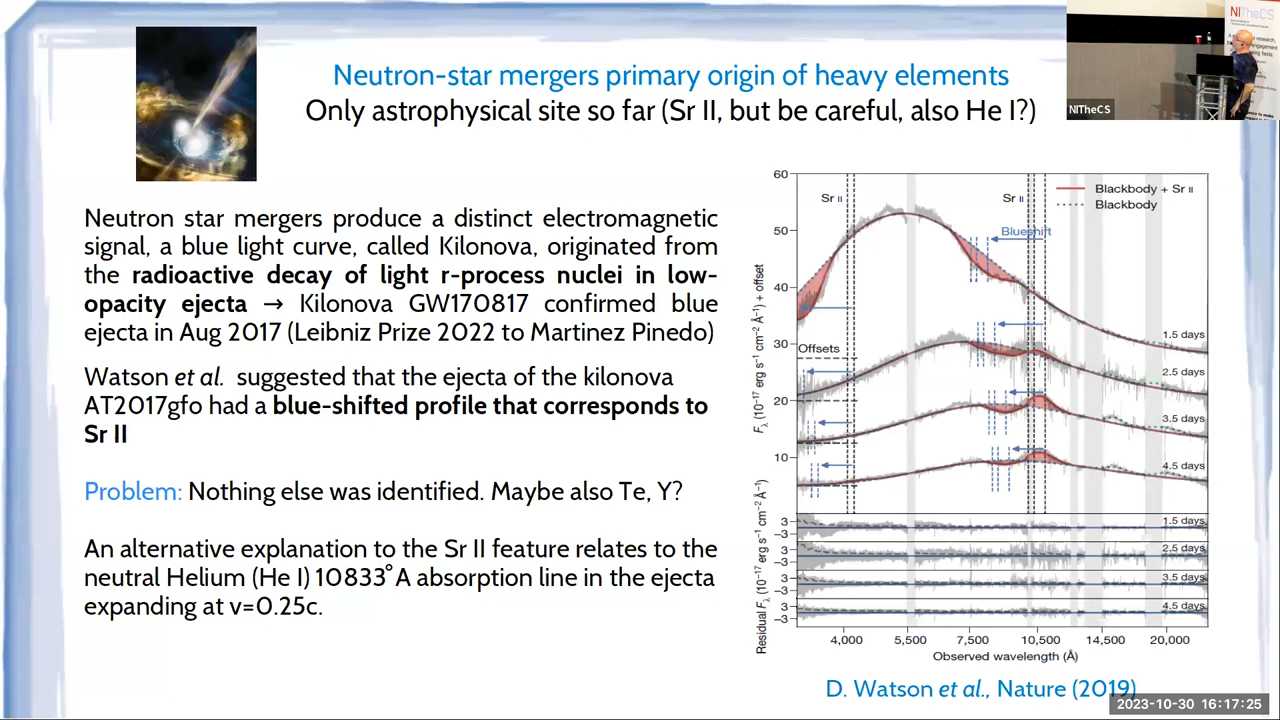 Neutron-star mergers primary origin of heavy elements
Only astrophysical site so far (Sr II, but be careful, also He I?)
NITheCS
NITheCS
Neutron star mergers produce a distinct electromagnetic
signal, a blue light curve, called Kilonova, originated from
the radioactive decay of light r-process nuclei in low-
opacity ejecta → Kilonova GW170817 confirmed blue
ejecta in Aug 2017 (Leibniz Prize 2022 to Martinez Pinedo)
Watson et al. suggested that the ejecta of the kilonova
AT2017gfo had a blue-shifted profile that corresponds to
Sr II
Problem: Nothing else was identified. Maybe also Te, Y?
An alternative explanation to the Sr II feature relates to the
neutral Helium (He I) 10833°A absorption line in the ejecta
expanding at v=0.25c.
Sr II
Sr II
Blackbody + Sr II
Blackbody
Blueshift
Offsets
1.5 days
2.5 days
3.5 days
4.5 days
60
50
40
30
20
10
Fλ (10⁻¹⁷ erg s⁻¹ cm⁻² Å⁻¹) + offset
1.5 days
2.5 days
3.5 days
4.5 days
3
−3
3
−3
3
−3
3
−3
Residual Fλ (10⁻¹⁷ erg s⁻¹ cm⁻² Å⁻¹)
4,000 5,500 7,500 10,500 14,500 20,000
Observed wavelength (Å)
D. Watson et al., Nature (2019)
2023-10-30 16:17:25